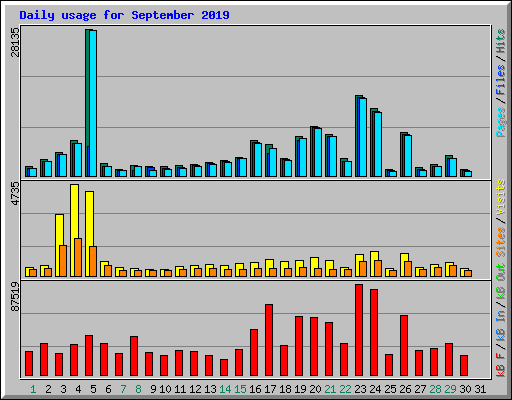 Daily usage for September 2019
28135
4735
87519
Pages / Files / Hits
kB F / kB In / kB Out Sites / Visits
1 2 3 4 5 6 7 8 9 10 11 12 13 14 15 16 17 18 19 20 21 22 23 24 25 26 27 28 29 30 31